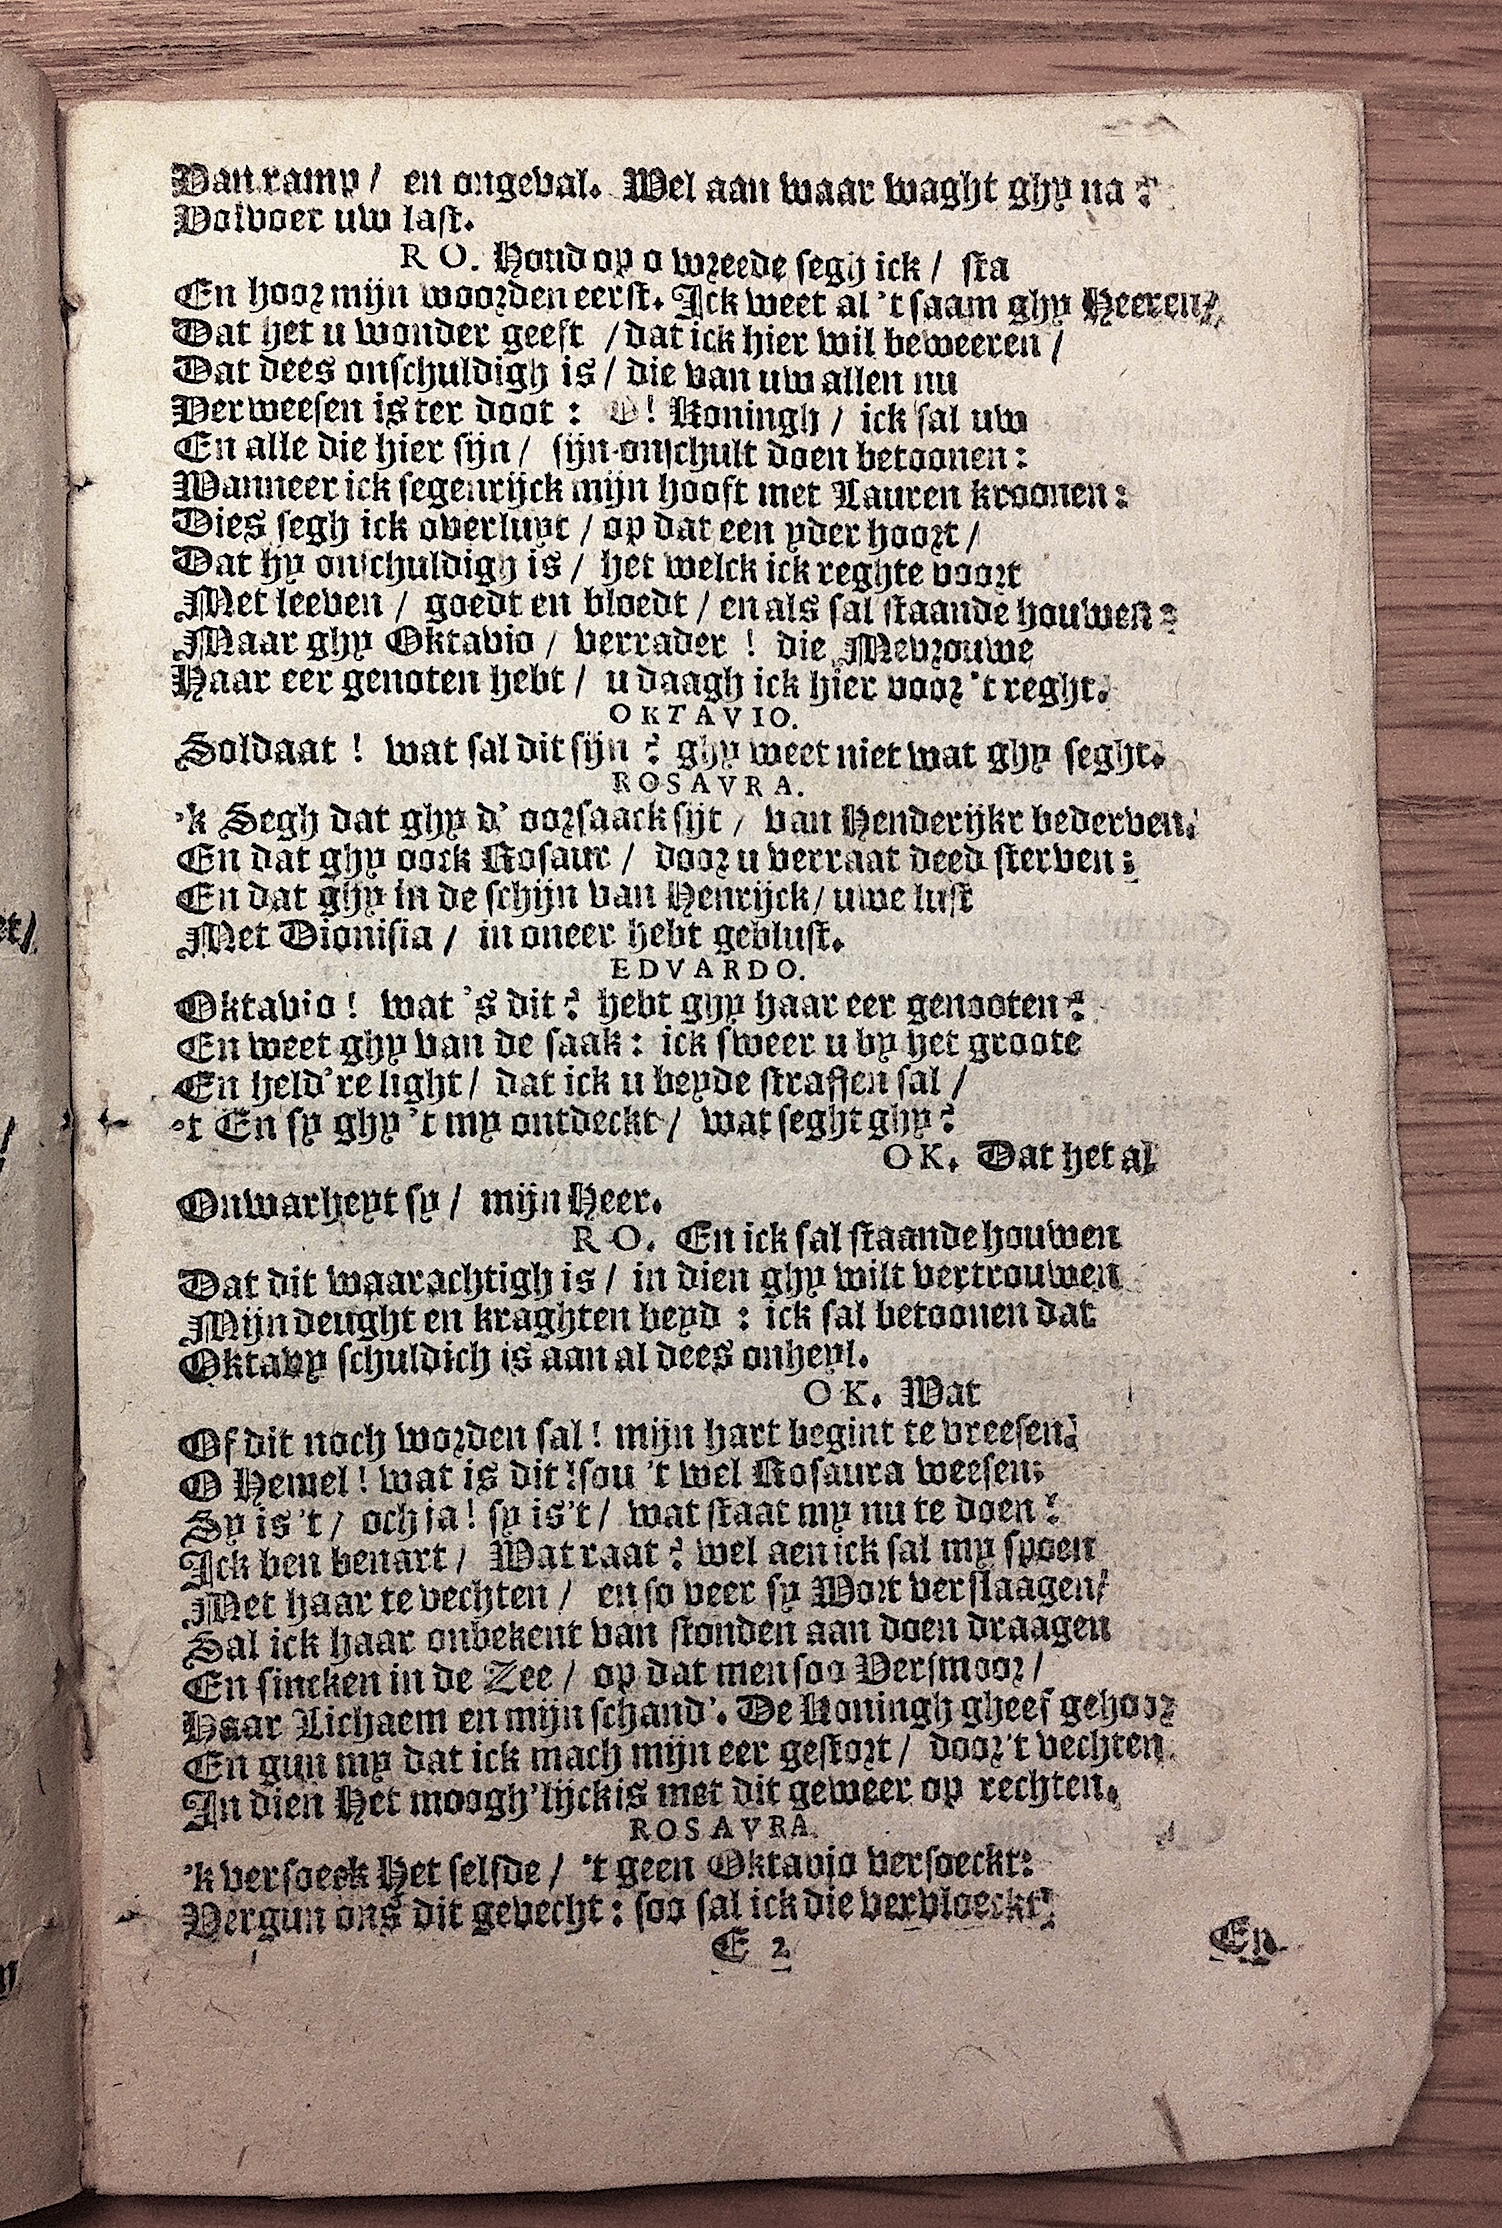 Van ramp / en ongeval. Wel aan waar waght ghy na ?
Volvoer uw last.
RO. Houd op o wreede segh ick / sta
En hoor mijn woorden eerst. Ick weet al 't saam ghy Heeren /
Dat het u wonder geeft / dat ick hier wil beweeren /
Dat dees onschuldigh is / die van uw allen nu
Verweesen is ter doot : O ! Koningh / ick sal uw
En alle die hier sijn / sijn onschult doen betoonen :
Wanneer ick segenrijck mijn hooft met Lauren kroonen :
Dies segh ick overluyt / op dat een yder hoort /
Dat hy onschuldigh is / het welck ick reghte voort
Met leeven / goedt en bloedt / en als sal staande houwen :
Maar ghy Oktavio / verrader ! die Mevrouwe
Haar eer genoten hebt / u daagh ick hier voor 't reght.
OKTAVIO.
Soldaat ! wat sal dit sijn ? ghy weet niet wat ghy seght.
ROSAVRA.
'k Segh dat ghy d' oorsaack sijt / van Henderijkr bederven.
En dat ghy oock Rosaur / door u verraat deed sterven :
En dat ghy in de schijn van Henrijck / uwe lust
Met Dionisia / in oneer hebt geblust.
EDVARDO.
Oktavio ! wat 's dit ? hebt ghy haar eer genooten ?
En weet ghy van de saak : ick sweer u by het groote
En held're light / dat ick u beyde straffen sal /
't En sy ghy 't my ontdeckt / wat seght ghy ?
OK. Dat het al
Onwarheyt sy / mijn Heer.
RO. En ick sal staande houwen
Dat dit waarachtigh is / in dien ghy wilt vertrouwen
Mijn deught en kraghten beyd : ick sal betoonen dat
Oktavy schuldich is aan al dees onheyl.
OK. Wat
Of dit noch worden sal ! mijn hart begint te vreesen.
O Hemel ! wat is dit ! sou 't wel Rosaura weesen;
Sy is 't / och ja ! sy is 't / wat staat my nu te doen ?
Ick ben benart / Wat raat ? wel aen ick sal my spoen
Met haar te vechten / en so veer sy Wort verslaagen /
Sal ick haar onbekent van stonden aan doen draagen
En sincken in de Zee / op dat men soo Versmoor /
Haar Lichaem en mijn schand'. De Koningh gheef gehoor
En gun my dat ick mach mijn eer gestort / door 't vechten.
In dien Het moogh'lijck is met dit geweer op rechten.
ROSAVRA.
'k versoeck Het selfde / 't geen Oktavio versoeckt:
Vergun ons dit gevecht : soo sal ick die vervloeckt
E 2
En